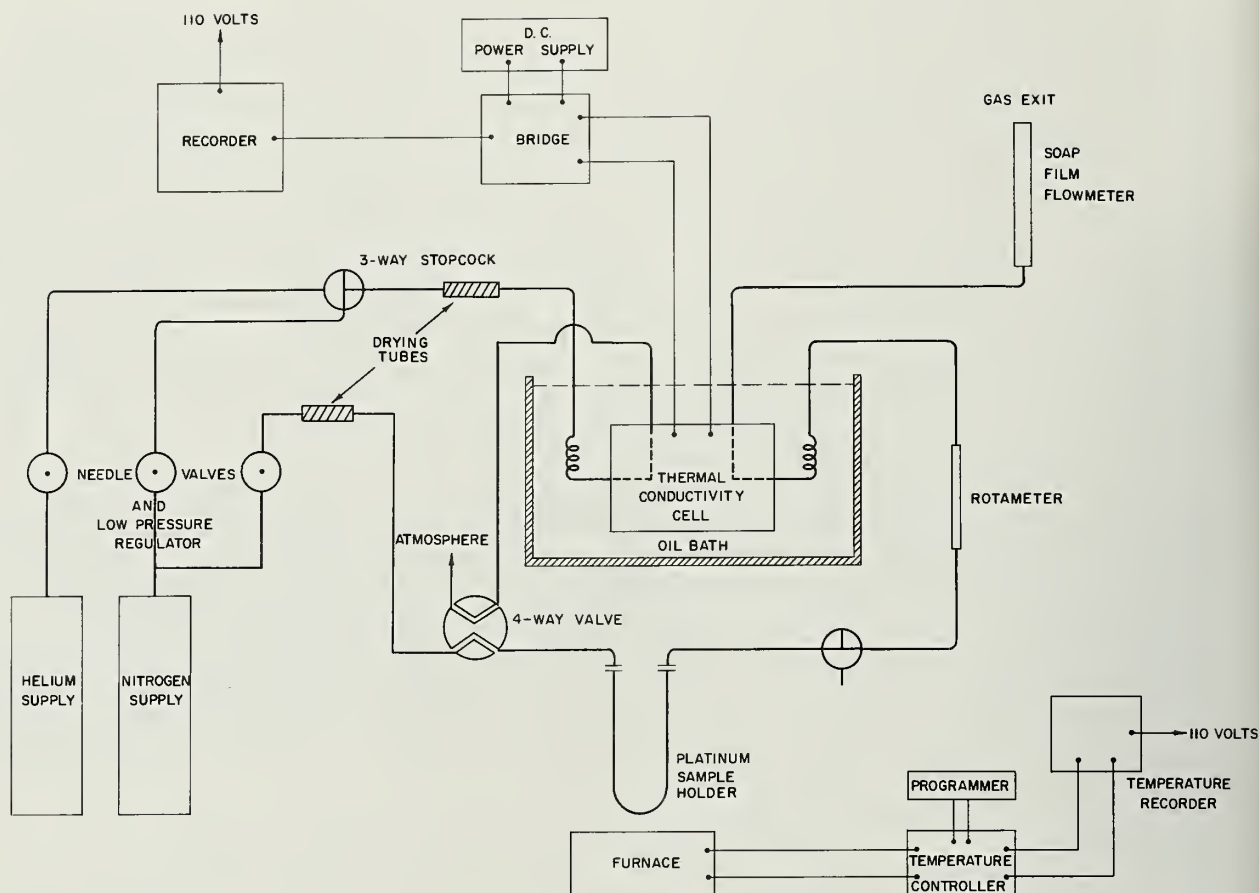 110 VOLTS
D. C.
POWER SUPPLY
RECORDER
BRIDGE
GAS EXIT
SOAP
FILM
FLOWMETER
3-WAY STOPCOCK
DRYING
TUBES
NEEDLE VALVES
AND
LOW PRESSURE
REGULATOR
THERMAL
CONDUCTIVITY
CELL
OIL BATH
ROTAMETER
ATMOSPHERE
4-WAY VALVE
HELIUM
SUPPLY
NITROGEN
SUPPLY
PLATINUM
SAMPLE
HOLDER
110 VOLTS
TEMPERATURE
RECORDER
PROGRAMMER
FURNACE
TEMPERATURE
CONTROLLER